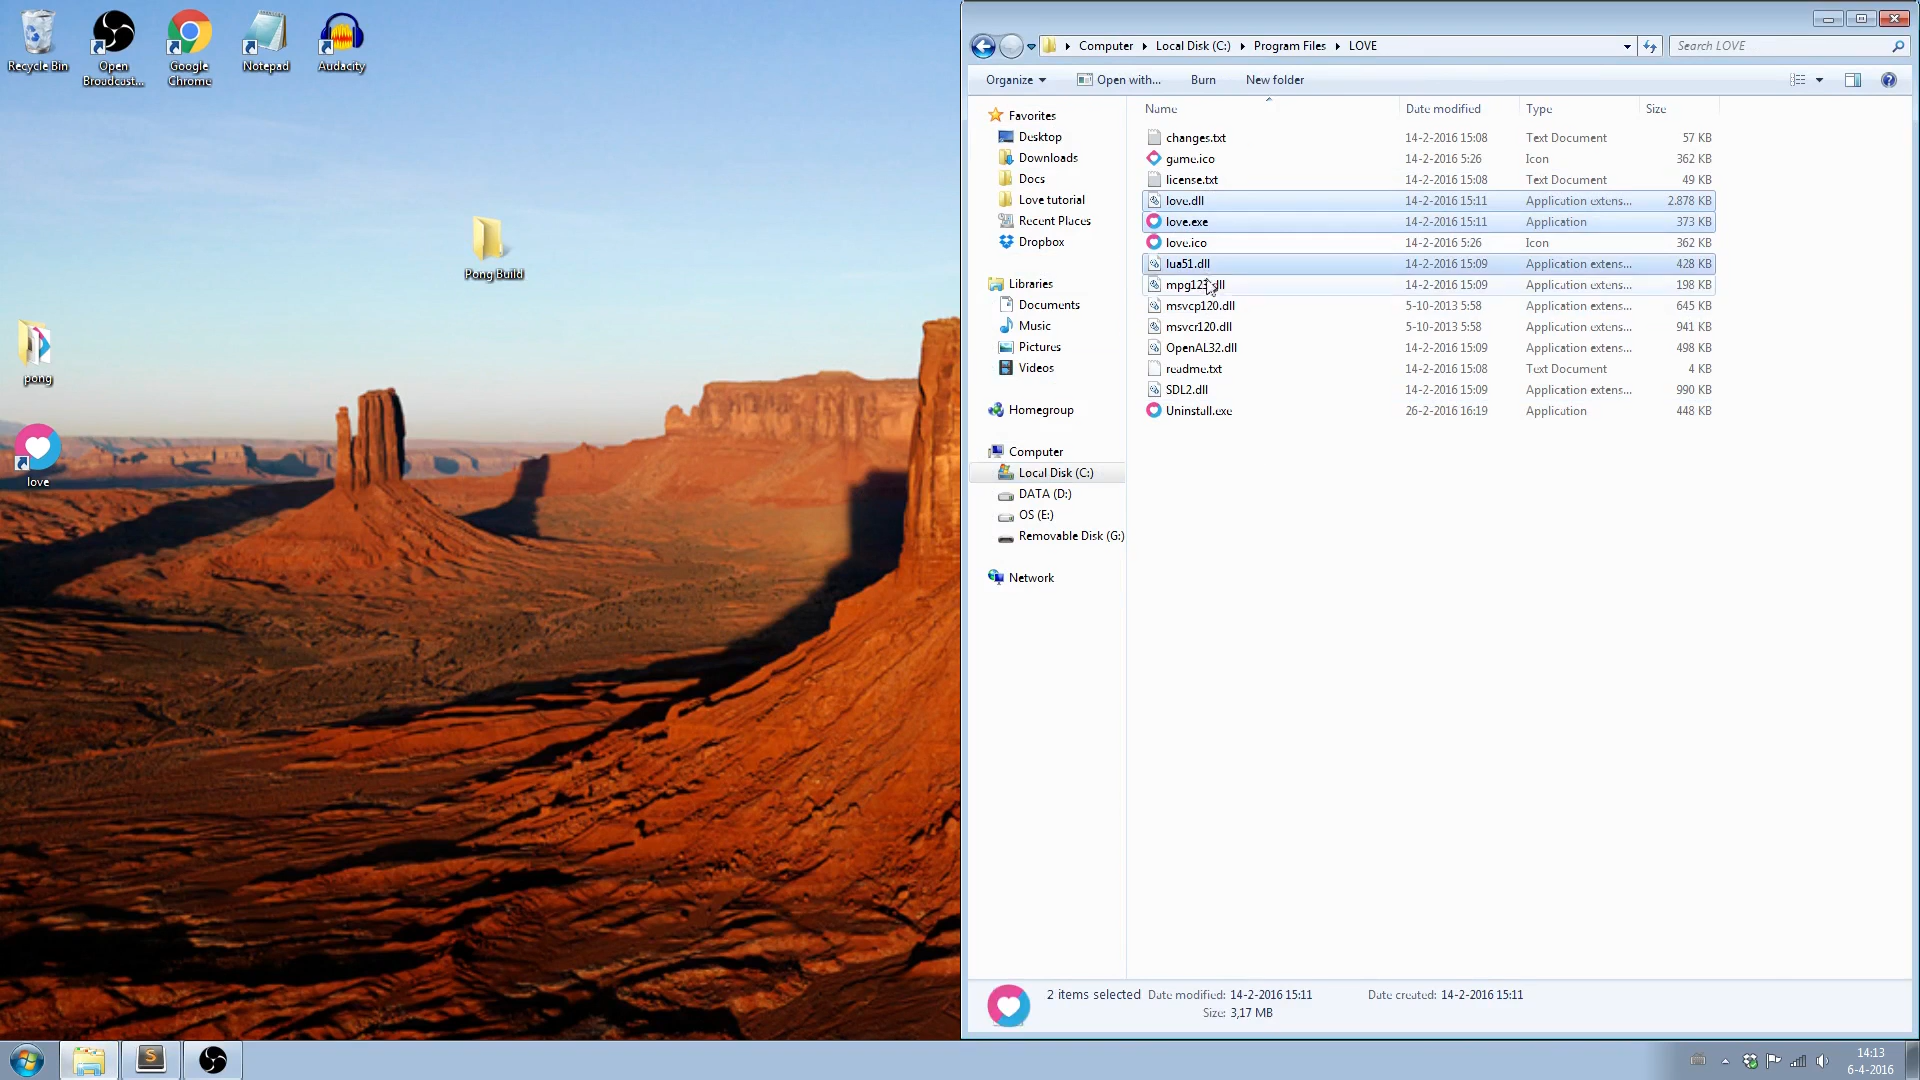 Recycle Bin
Open Broadcast...
Google Chrome
Notepad
Audacity
Pong Build
pong
love
Computer
Local Disk (C:)
Program Files
LOVE
Search LOVE
Organize
Open with...
Burn
New folder
Favorites
Desktop
Downloads
Docs
Love tutorial
Recent Places
Dropbox
Libraries
Documents
Music
Pictures
Videos
Homegroup
Computer
Local Disk (C:)
DATA (D:)
OS (E:)
Removable Disk (G:)
Network
Name Date modified Type Size
changes.txt 14-2-2016 15:08 Text Document 57 KB
game.ico 14-2-2016 5:26 Icon 362 KB
license.txt 14-2-2016 15:08 Text Document 49 KB
love.dll 14-2-2016 15:11 Application extens... 2.878 KB
love.exe 14-2-2016 15:11 Application 373 KB
love.ico 14-2-2016 5:26 Icon 362 KB
lua51.dll 14-2-2016 15:09 Application extens... 428 KB
mpg123.dll 14-2-2016 15:09 Application extens... 198 KB
msvcp120.dll 5-10-2013 5:58 Application extens... 645 KB
msvcr120.dll 5-10-2013 5:58 Application extens... 941 KB
OpenAL32.dll 14-2-2016 15:09 Application extens... 498 KB
readme.txt 14-2-2016 15:08 Text Document 4 KB
SDL2.dll 14-2-2016 15:09 Application extens... 990 KB
Uninstall.exe 26-2-2016 16:19 Application 448 KB
2 items selected Date modified: 14-2-2016 15:11 Date created: 14-2-2016 15:11
Size: 3,17 MB
14:13
6-4-2016